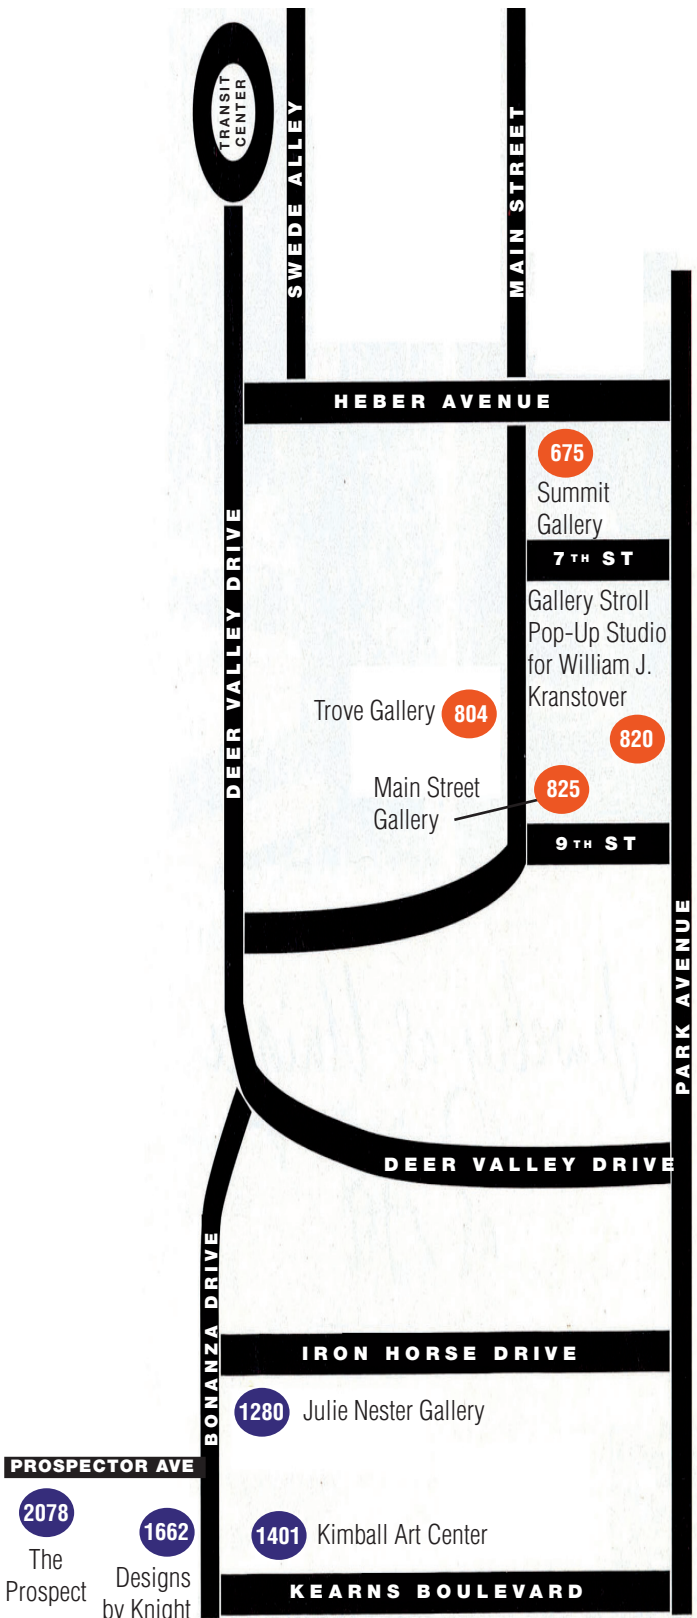 TRANSIT
CENTER
SWEDE ALLEY
MAIN STREET
HEBER AVENUE
675
Summit
Gallery
7TH ST
DEER VALLEY DRIVE
Gallery Stroll
Pop-Up Studio
for William J.
Kranstover
Trove Gallery 804
820
Main Street
Gallery
825
9TH ST
PARK AVENUE
DEER VALLEY DRIVE
BONANZA DRIVE
IRON HORSE DRIVE
1280 Julie Nester Gallery
PROSPECTOR AVE
2078
The
Prospect
1662
Designs
by Knight
1401 Kimball Art Center
KEARNS BOULEVARD